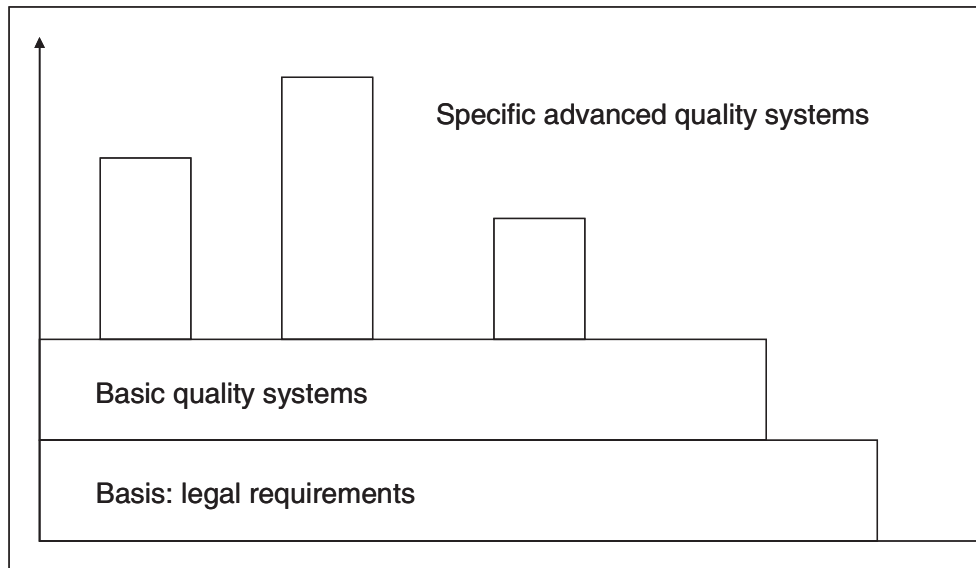 Specific advanced quality systems
Basic quality systems
Basis: legal requirements